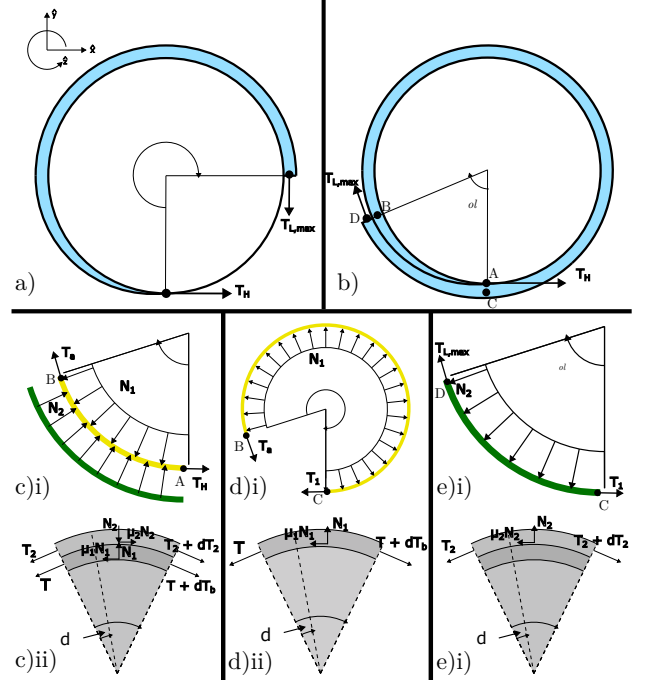 ŷ
x̂
ẑ
T_L,max
T_H
a)
T_L,max
B
D
ol
A
T_H
C
b)
T_a
B
N_1
N_2
A
T_H
c)i)
N_1
B
T_a
T_1
C
d)i)
T_L,max
ol
D
N_2
T_1
C
e)i)
N_2
μ_2N_2
T_2
μ_1N_1
N_1
T_2 + dT_2
T
T + dT_b
d
c)ii)
N_1
μ_1N_1
T
T + dT_b
d
d)ii)
N_2
μ_2N_2
T_2
T_2 + dT_2
d
e)i)